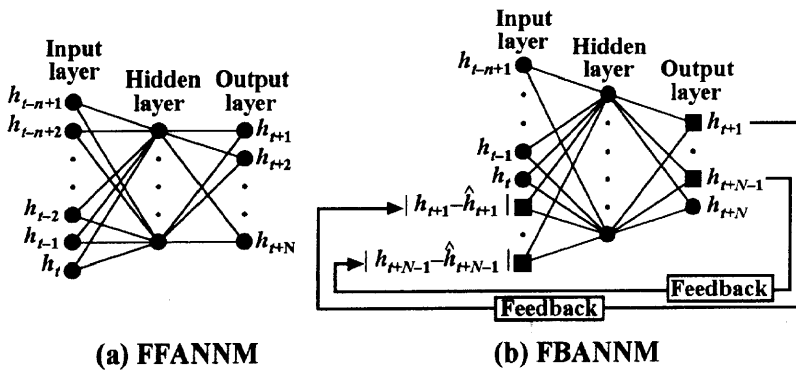 Input layer
Hidden layer
Output layer
h_{t–n+1}
h_{t–n+2}
h_{t–2}
h_{t–1}
h_t
h_{t+1}
h_{t+2}
h_{t+N}
(a) FFANNM
Input layer
Hidden layer
Output layer
h_{t–n+1}
h_{t–1}
h_t
| h_{t+1}–ĥ_{t+1} |
| h_{t+N–1}–ĥ_{t+N–1} |
h_{t+1}
h_{t+N–1}
h_{t+N}
Feedback
Feedback
(b) FBANNM